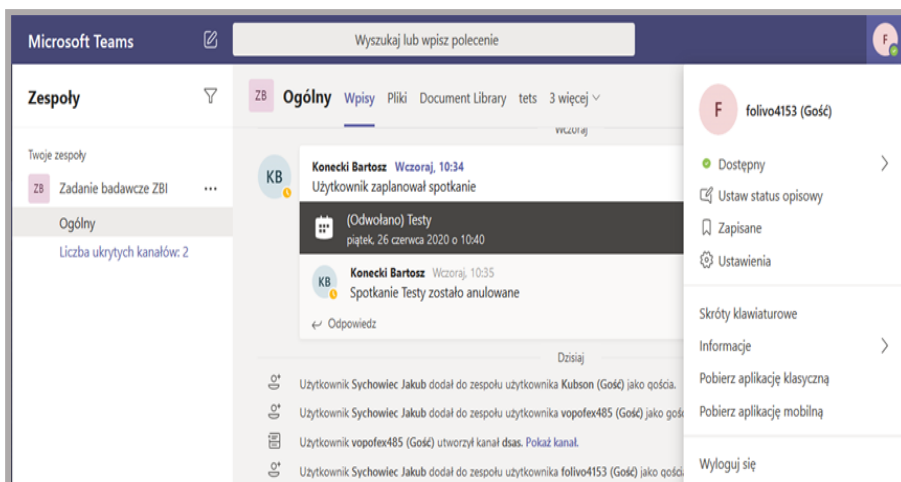 Microsoft Teams
Wyszukaj lub wpisz polecenie
F
Zespoły
Twoje zespoły
ZB Zadanie badawcze ZBI ...
Ogólny
Liczba ukrytych kanałów: 2
ZB Ogólny Wpisy Pliki Document Library tets 3 więcej
Wczoraj
KB
Konecki Bartosz Wczoraj, 10:34
Użytkownik zaplanował spotkanie
(Odwołano) Testy
piątek, 26 czerwca 2020 o 10:40
KB
Konecki Bartosz Wczoraj, 10:35
Spotkanie Testy zostało anulowane
Odpowiedz
Dzisiaj
Użytkownik Sychowiec Jakub dodał do zespołu użytkownika Kubson (Gość) jako gościa.
Użytkownik Sychowiec Jakub dodał do zespołu użytkownika vopofex485 (Gość) jako gość
Użytkownik vopofex485 (Gość) utworzył kanał dsas. Pokaż kanał.
Użytkownik Sychowiec Jakub dodał do zespołu użytkownika folivo4153 (Gość) jako gości
F folivo4153 (Gość)
Dostępny
Ustaw status opisowy
Zapisane
Ustawienia
Skróty klawiaturowe
Informacje
Pobierz aplikację klasyczną
Pobierz aplikację mobilną
Wyloguj się